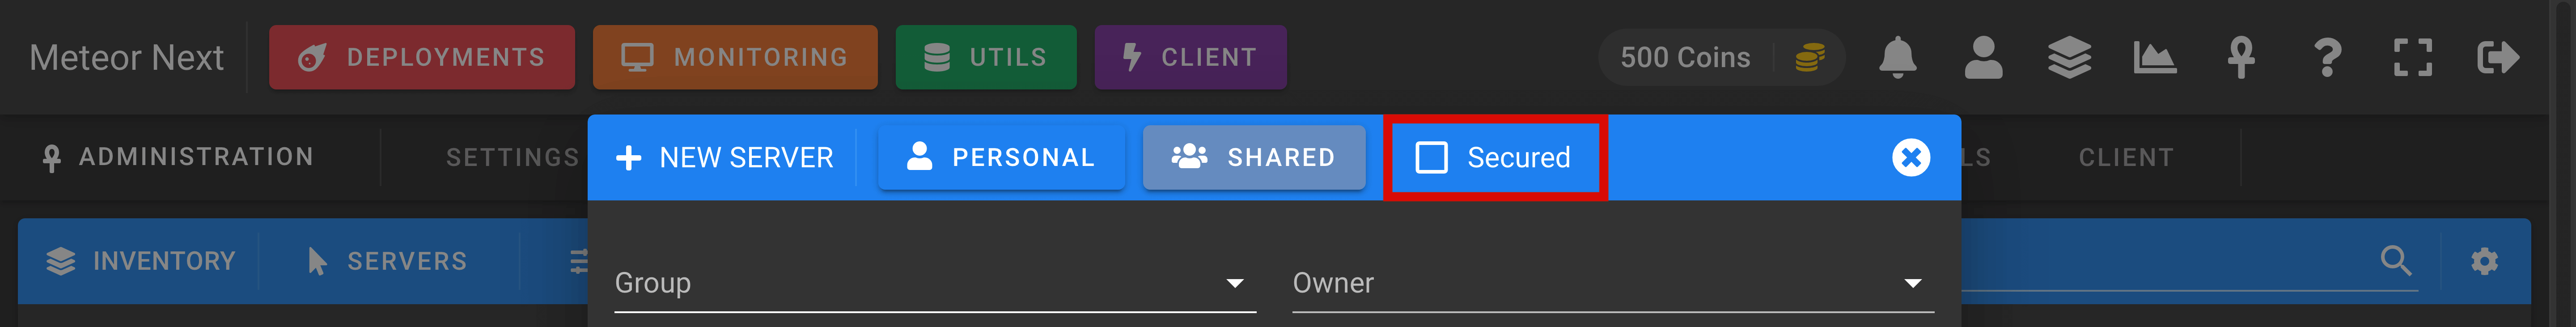 Meteor Next DEPLOYMENTS MONITORING UTILS CLIENT 500 Coins
ADMINISTRATION SETTINGS NEW SERVER PERSONAL SHARED Secured LS CLIENT
INVENTORY SERVERS
Group Owner